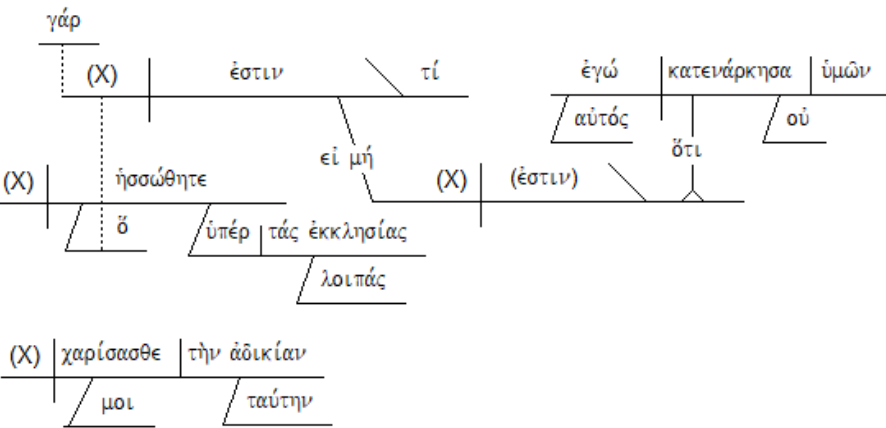 γάρ
(X) ἐστιν τί
εἰ μή
ἐγώ κατενάρκησα ὑμῶν
αὐτός οὐ
ὅτι
(X) (ἐστιν)
(X) ἡσσώθητε
ὅ ὑπέρ τάς ἐκκλησίας
λοιπάς
(X) χαρίσασθε τὴν ἀδικίαν
μοι ταύτην